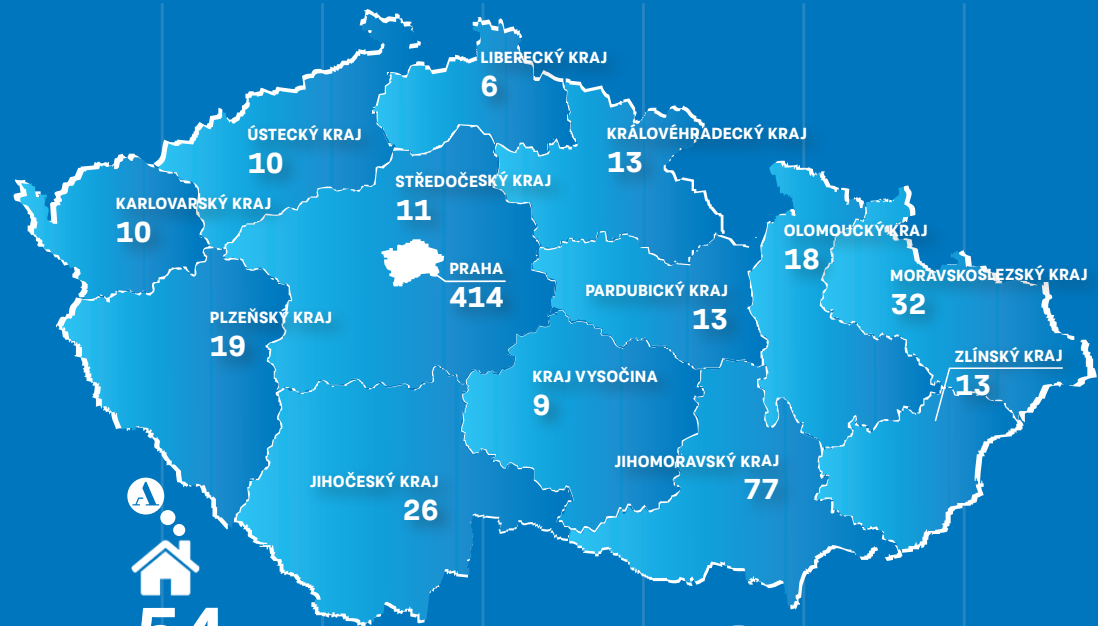 LIBERECKÝ KRAJ
6
ÚSTECKÝ KRAJ
10
KRÁLOVÉHRADECKÝ KRAJ
13
STŘEDOČESKÝ KRAJ
11
KARLOVARSKÝ KRAJ
10
OLOMOUCKÝ KRAJ
18
PRAHA
414
MORAVSKOSLEZSKÝ KRAJ
32
PARDUBICKÝ KRAJ
13
PLZEŇSKÝ KRAJ
19
ZLÍNSKÝ KRAJ
13
KRAJ VYSOČINA
9
JIHOMORAVSKÝ KRAJ
77
JIHOČESKÝ KRAJ
26
A
54